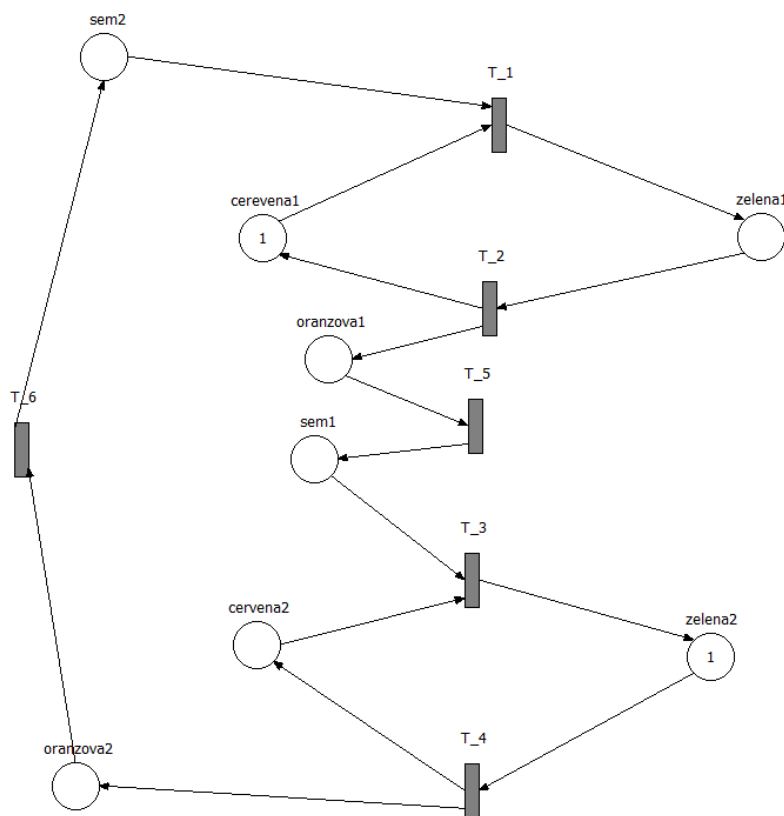 sem2
T_1
cerevena1
zelena1
1
T_2
oranzova1
T_5
T_6
sem1
T_3
cervena2
zelena2
1
T_4
oranzova2